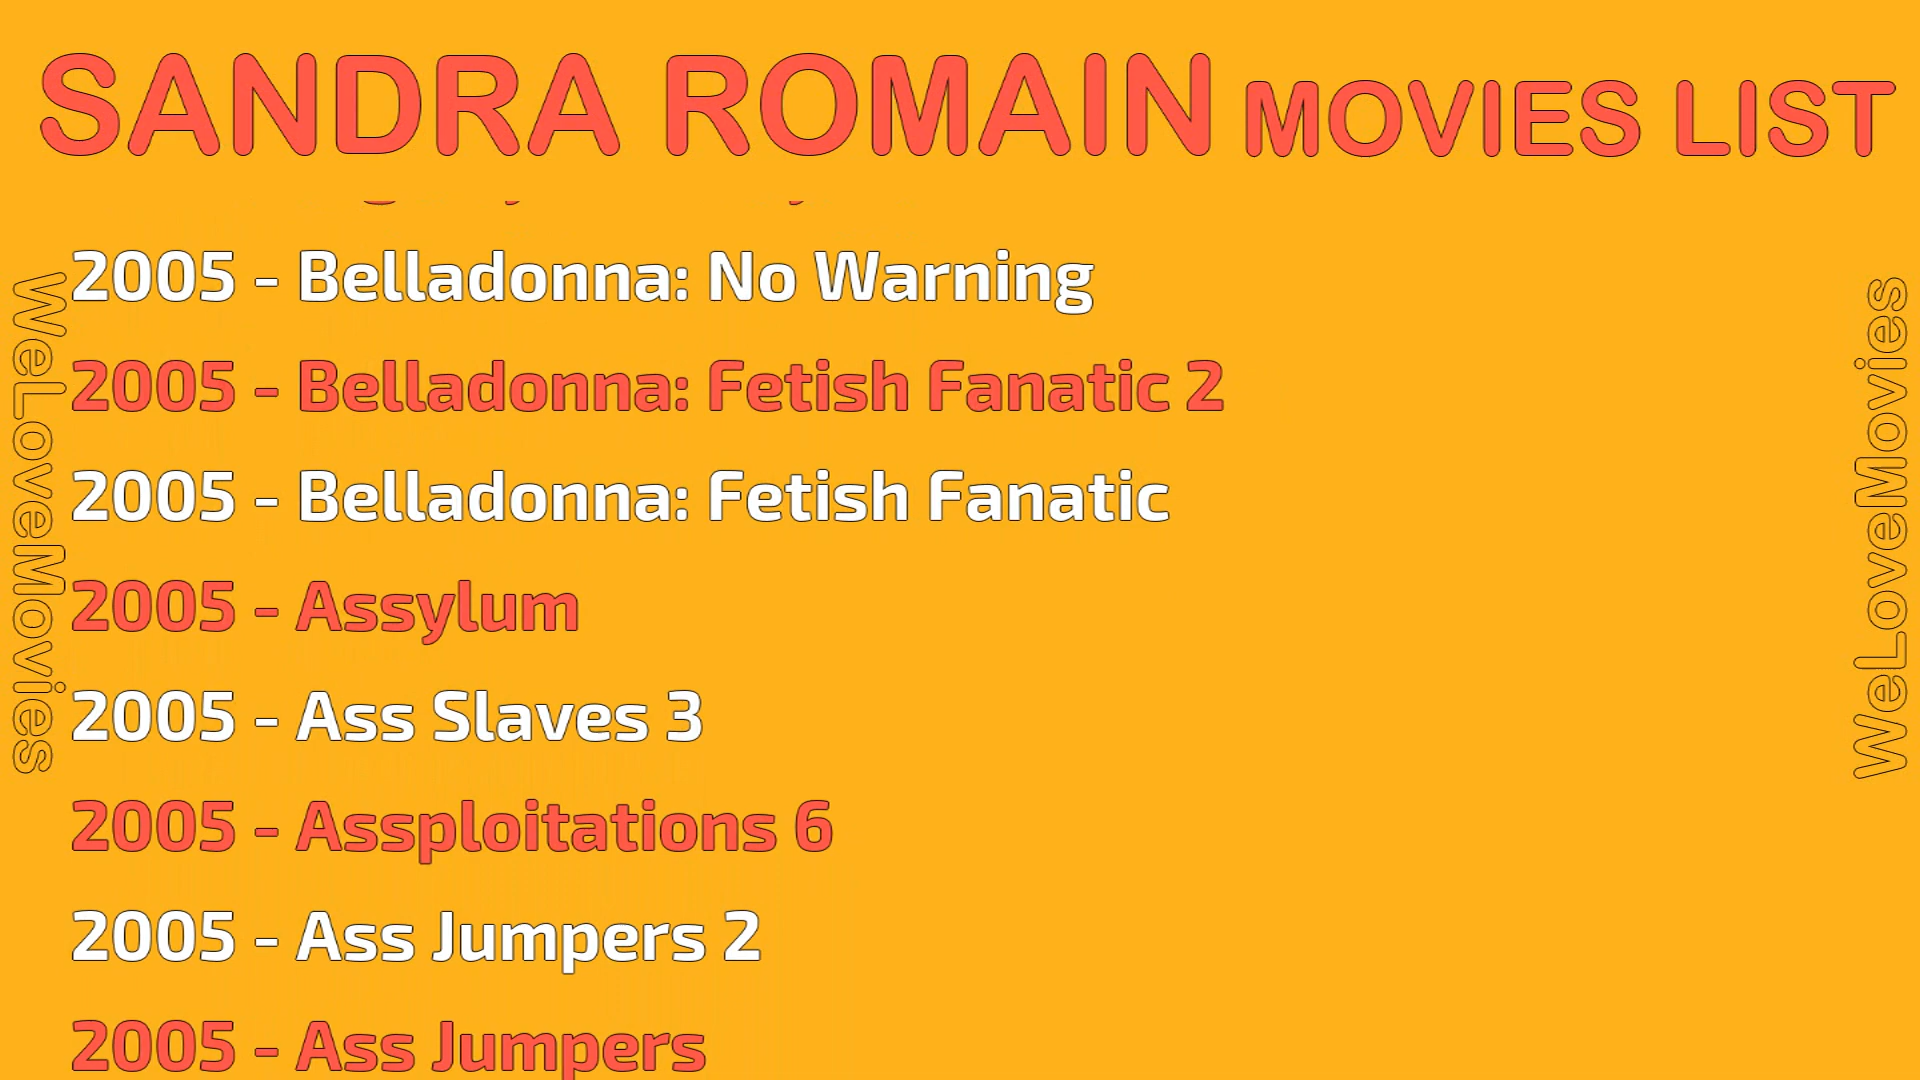 SANDRA ROMAIN MOVIES LIST
2005 - Belladonna: No Warning
2005 - Belladonna: Fetish Fanatic 2
2005 - Belladonna: Fetish Fanatic
2005 - Assylum
2005 - Ass Slaves 3
2005 - Assploitations 6
2005 - Ass Jumpers 2
2005 - Ass Jumpers
WeLoveMovies
WeLoveMovies